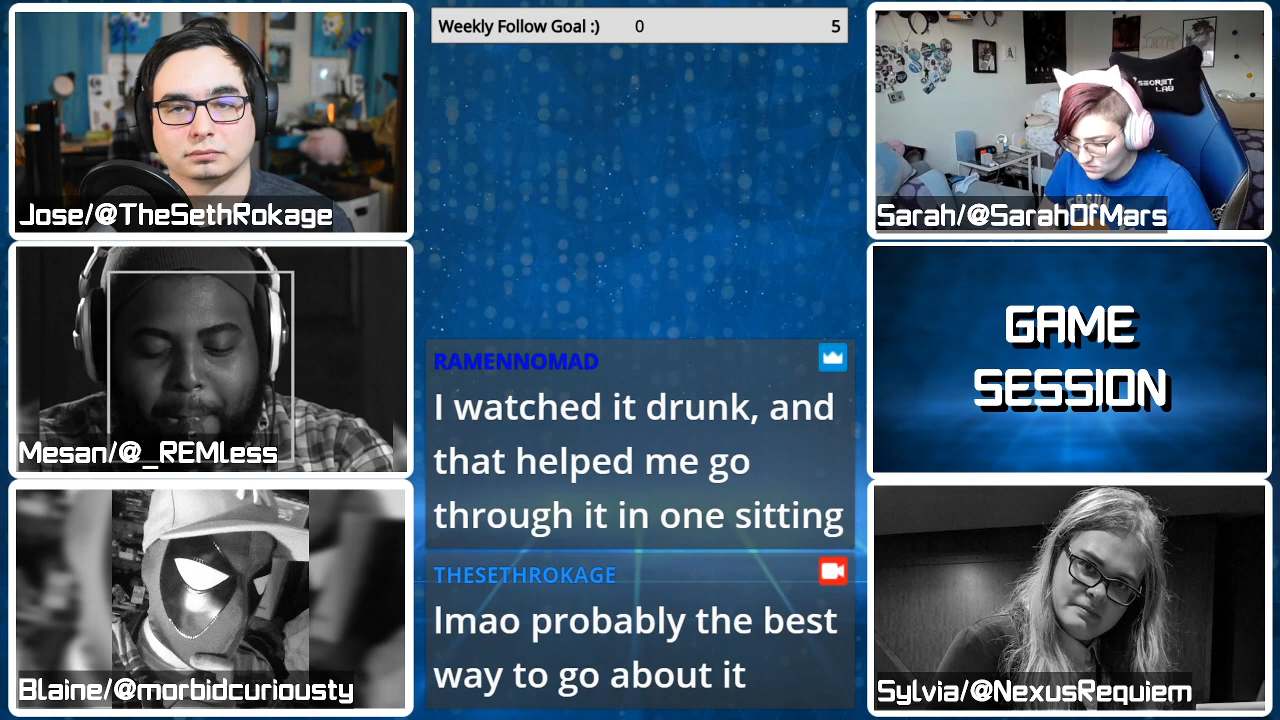 Weekly Follow Goal :) 0 5
Jose/@TheSethRokage
SECRET
LAB
Sarah/@SarahOfMars
Mesan/@_REMless
GAME
SESSION
RAMENNOMAD
I watched it drunk, and
that helped me go
through it in one sitting
THESETHROKAGE
lmao probably the best
way to go about it
Blaine/@morbidcuriousty
Sylvia/@NexusRequiem